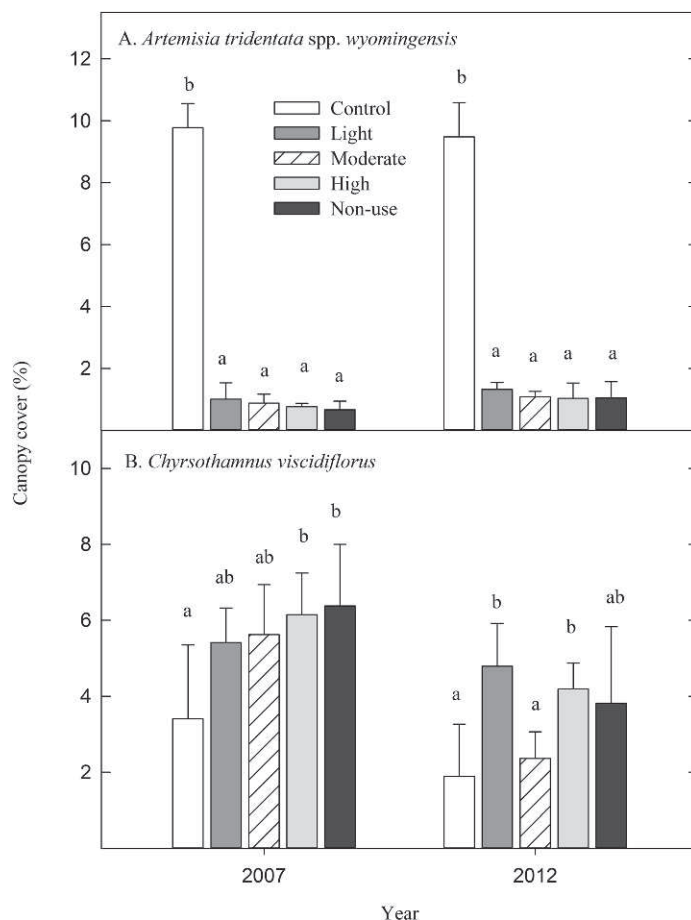 A. Artemisia tridentata spp. wyomingensis
12
10
8
6
4
2
b
b
Control
Light
Moderate
High
Non-use
a
a
a
a
a
a
a
a
Canopy cover (%)
B. Chyrsothamnus viscidiflorus
10
8
6
4
2
a
ab
ab
b
b
a
b
a
b
ab
2007
2012
Year